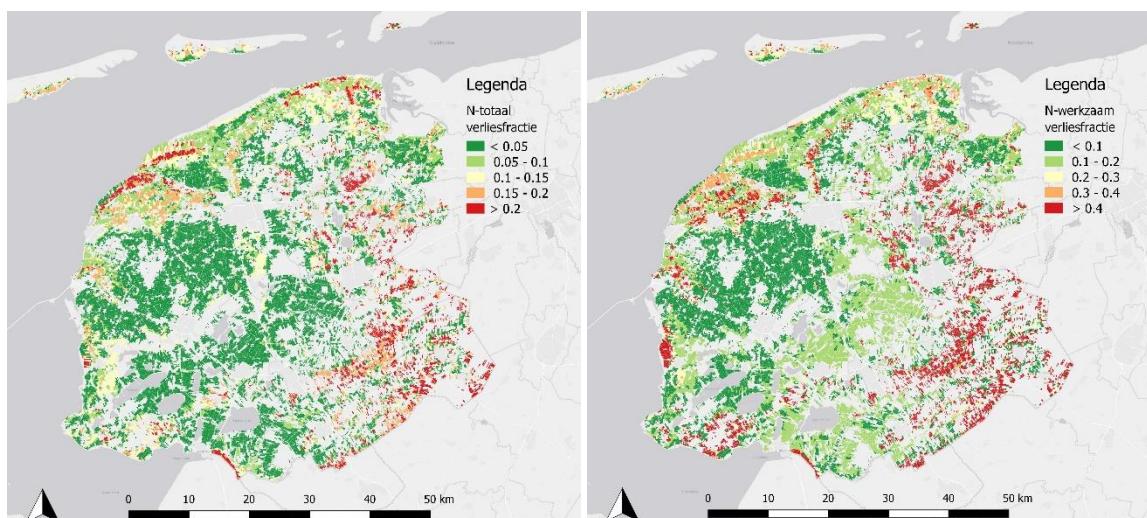 Legenda
N-totaal
verliesfractie
< 0.05
0.05 - 0.1
0.1 - 0.15
0.15 - 0.2
> 0.2
0 10 20 30 40 50 km
Legenda
N-werkzaam
verliesfractie
< 0.1
0.1 - 0.2
0.2 - 0.3
0.3 - 0.4
> 0.4
0 10 20 30 40 50 km